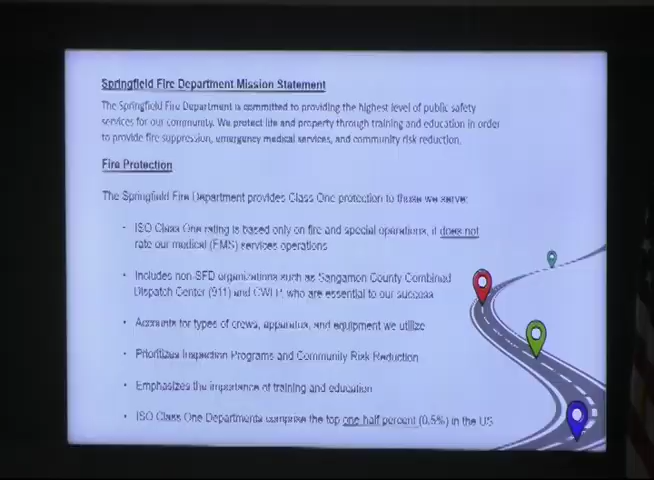 Springfield Fire Department Mission Statement
The Springfield Fire Department is committed to providing the highest level of public safety
services for our community. We protect life and property through training and education in order
to provide fire suppression, emergency medical services, and community risk reduction.
Fire Protection
The Springfield Fire Department provides Class One protection to those we serve:
- ISO Class One rating is based only on fire and special operations, it does not
rate our medical (EMS) services operations
• Includes non-SFD organizations such as Sangamon County Combined
Dispatch Center (911) and CWLP, who are essential to our success
• Accounts for types of crews, apparatus, and equipment we utilize
• Prioritizes Inspection Programs and Community Risk Reduction
• Emphasizes the importance of training and education
• ISO Class One Departments comprise the top one half percent (0.5%) in the US